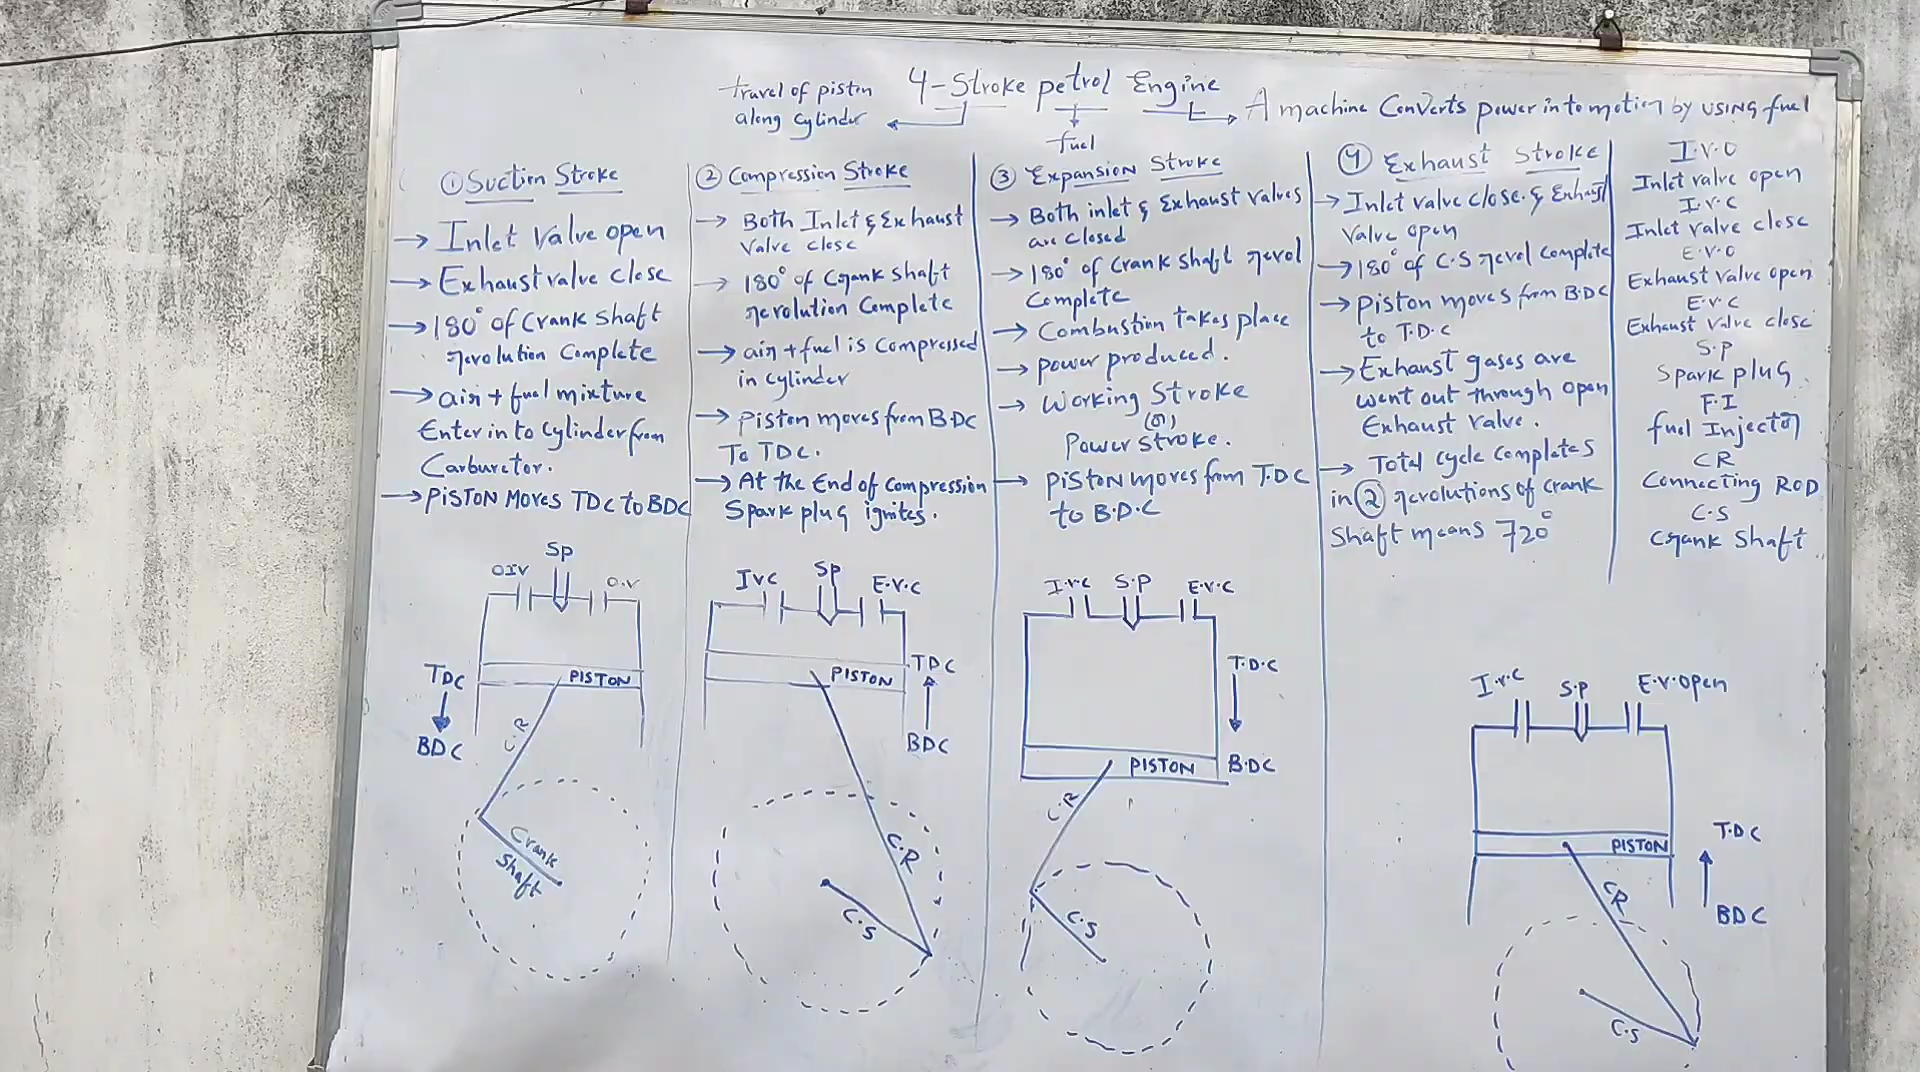 4-Stroke petrol Engine
travel of piston
along cylinder
fuel
A machine Converts power in to motion by USING fuel
① Suction Stroke
→ Inlet Valve open
→ Exhaust valve close
→ 180° of Crank Shaft
revolution Complete
→ air + fuel mixture
Enter in to Cylinder from
Carburetor.
→ PISTON MOVES TDC to BDC
Sp
OIV
O.V
TDC
BDC
PISTON
C.R
Crank
Shaft
② Compression Stroke
→ Both Inlet & Exhaust
Valve close
→ 180° of Crank Shaft
revolution Complete
→ air + fuel is Compressed
in cylinder
→ Piston moves from BDC
To TDC.
→ At the End of Compression
Spark plug ignites.
IVC
Sp
E.V.C
PISTON
TDC
BDC
C.R
C.S
③ Expansion Stroke
→ Both inlet & Exhaust Valves
are closed
→ 180° of Crank shaft revol
Complete
→ Combustion takes place
→ power produced.
→ Working Stroke
(or)
Power Stroke.
→ Piston moves from T.D.C
to B.D.C
I.V.C
S.P
E.V.C
T.D.C
B.DC
PISTON
C.R
C.S
④ Exhaust Stroke
→ Inlet valve close. & Exhaust
Valve open
→ 180° of C.S revol Complete
→ Piston moves from B.DC
to T.D.C
→ Exhaust gases are
went out through open
Exhaust Valve.
→ Total cycle completes
in ② revolutions of crank
Shaft means 720°
I.V.C
S.P
E.V.open
PISTON
T.DC
BDC
CR
C.S
I.V.O
Inlet valve open
I.V.C
Inlet valve close
E.V.O
Exhaust Valve open
E.V.C
Exhaust Valve close
S.P
Spark plug
F.I
fuel Injector
CR
Connecting ROD
C.S
Crank Shaft